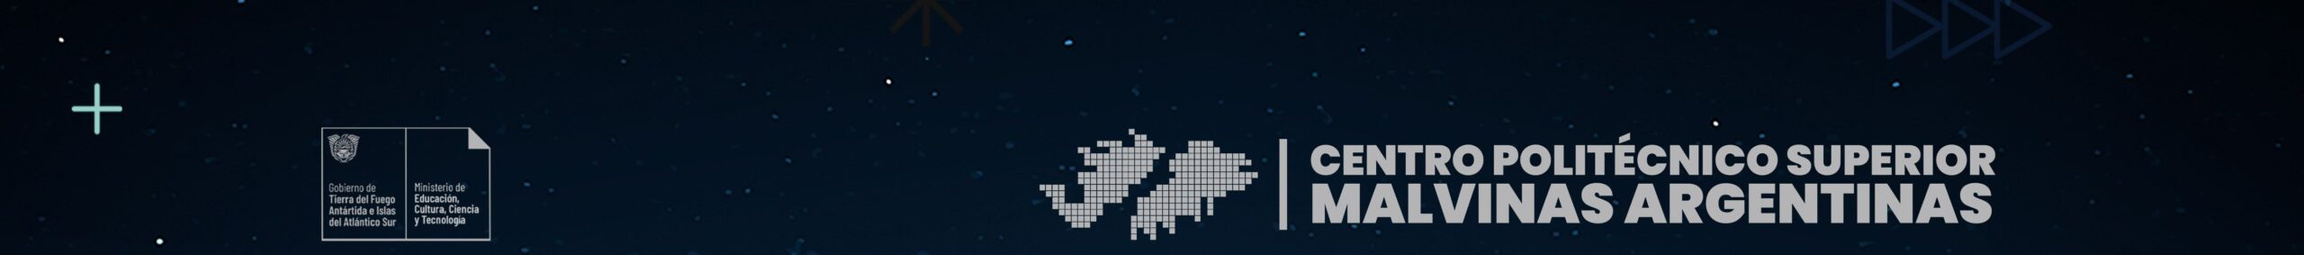 Gobierno de
Tierra del Fuego
Antártida e Islas
del Atlántico Sur
Ministerio de
Educación,
Cultura, Ciencia
y Tecnología
CENTRO POLITÉCNICO SUPERIOR
MALVINAS ARGENTINAS